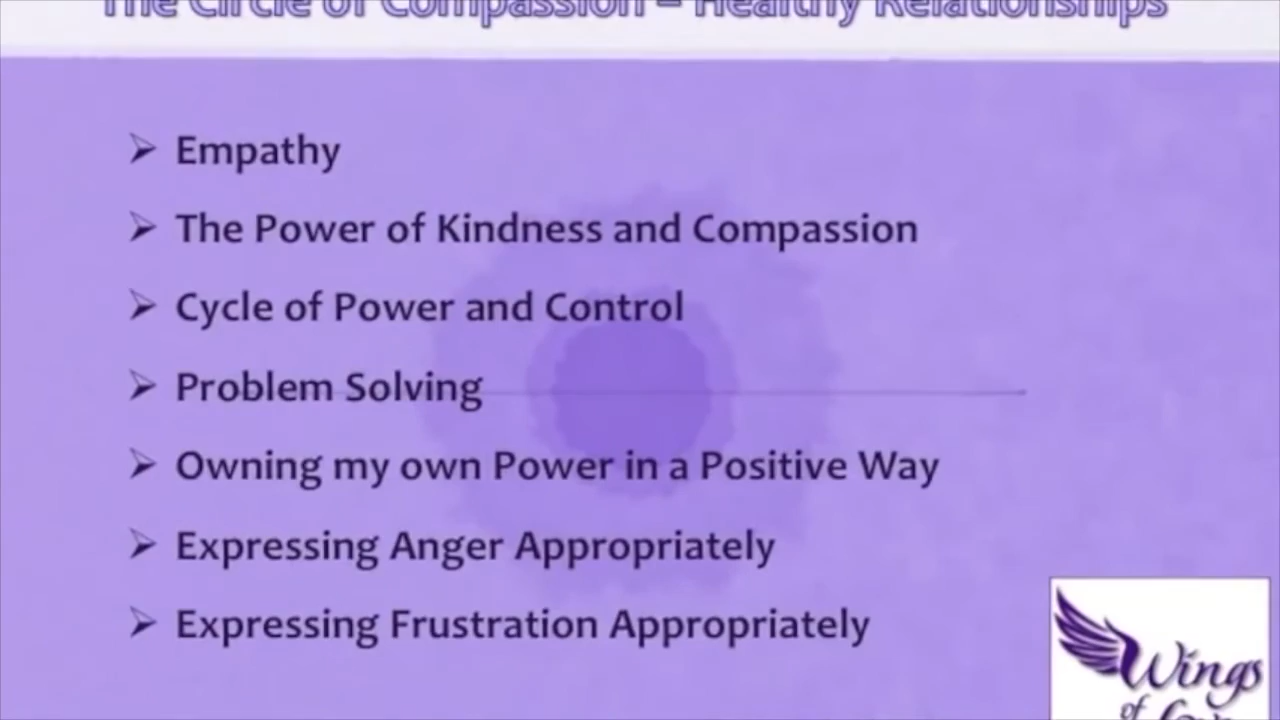 The Circle of Compassion – Healthy Relationships
➢ Empathy
➢ The Power of Kindness and Compassion
➢ Cycle of Power and Control
➢ Problem Solving
➢ Owning my own Power in a Positive Way
➢ Expressing Anger Appropriately
➢ Expressing Frustration Appropriately
Wings
of